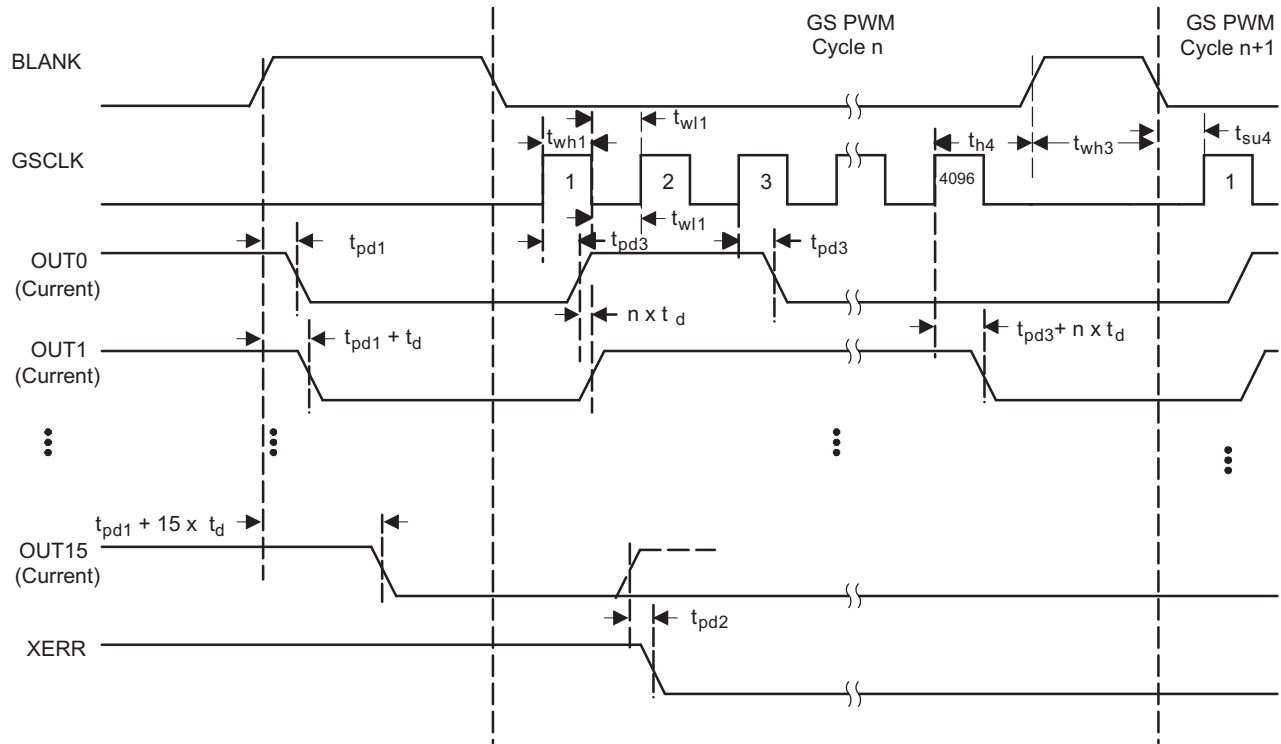 GS PWM
Cycle n
GS PWM
Cycle n+1
BLANK
t_wh1
t_wl1
t_h4
t_wh3
t_su4
GSCLK
1
2
3
4096
1
t_wl1
t_pd1
t_pd3
t_pd3
OUT0
(Current)
t_pd1 + t_d
n x t_d
t_pd3 + n x t_d
OUT1
(Current)
t_pd1 + 15 x t_d
OUT15
(Current)
t_pd2
XERR